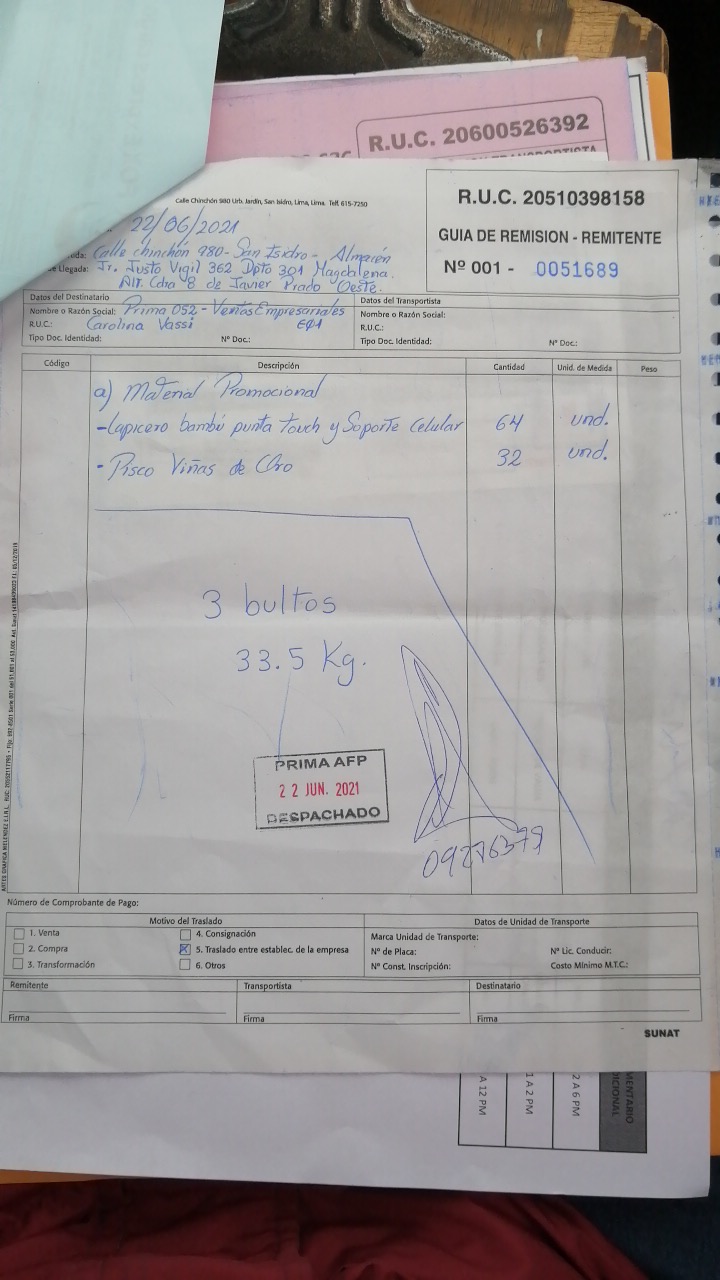 R.U.C. 20600526392
Calle Chinchón 980 Urb. Jardín, San Isidro, Lima, Lima. Telf. 615-7250
R.U.C. 20510398158
GUIA DE REMISION - REMITENTE
Nº 001 - 0051689
22/06/2021
Calle Chinchón 980 - San Isidro - Almacén
de Llegada: Jr. Justo Vigil 362 Dpto 301 Magdalena.
Alt. Cdra 8 de Javier Prado Oeste.
Datos del Destinatario
Nombre o Razón Social: Prima 052 - Ventas Empresariales
R.U.C.: Carolina Vassi
Tipo Doc. Identidad: Nº Doc.:
Datos del Transportista
Nombre o Razón Social:
R.U.C.:
Tipo Doc. Identidad: Nº Doc.:
Código Descripción Cantidad Unid. de Medida Peso
a) Material Promocional
- Lapicero bambú punta touch y Soporte Celular 64 und.
- Pisco Viñas de Oro 32 und.
3 bultos
33.5 Kg.
PRIMA AFP
22 JUN. 2021
DESPACHADO
09276379
Número de Comprobante de Pago:
Motivo del Traslado
1. Venta 4. Consignación
2. Compra 5. Traslado entre establec. de la empresa
3. Transformación 6. Otros
Datos de Unidad de Transporte
Marca Unidad de Transporte:
Nº de Placa: Nº Lic. Conducir:
Nº Const. Inscripción: Costo Mínimo M.T.C.:
Remitente Transportista Destinatario
Firma Firma Firma
SUNAT
A 12 PM
1 A 2 PM
2 A 6 PM